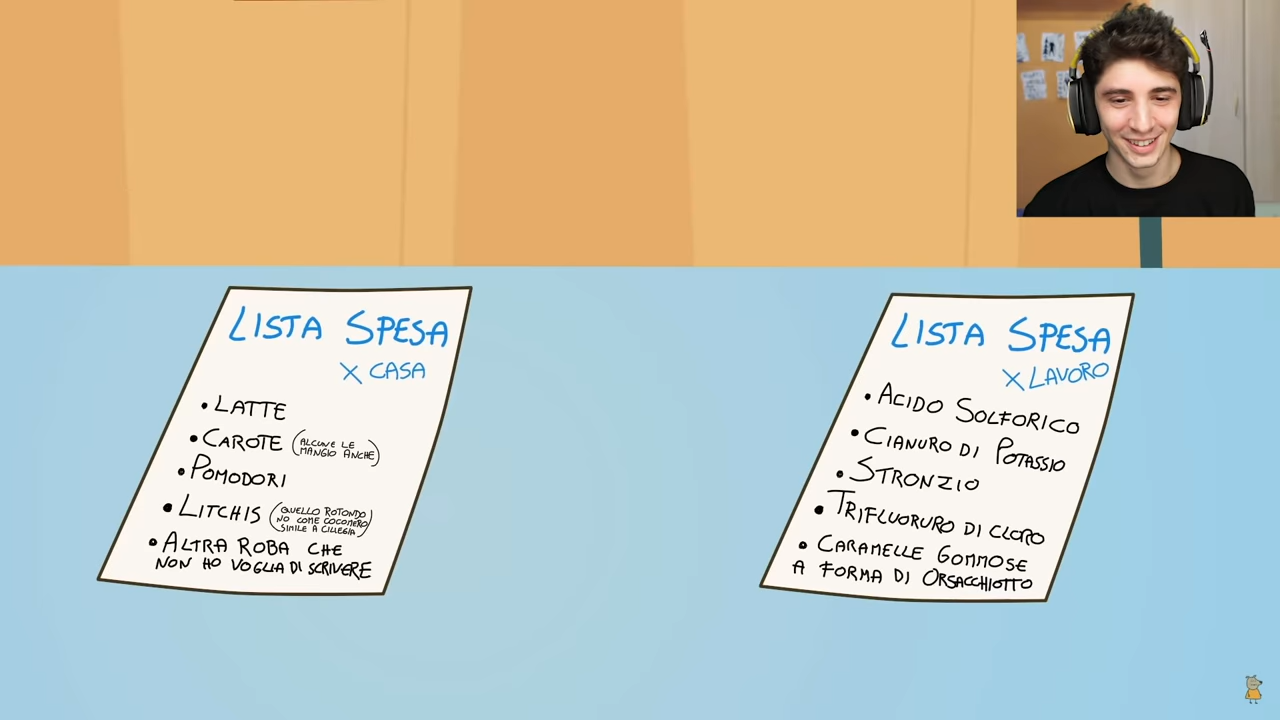 LISTA SPESA
X CASA
• LATTE
• CAROTE (ALCUNE LE
MANGIO ANCHE)
• POMODORI
• LITCHIS (QUELLO ROTONDO
NO COME COCOMERO
SIMILE A CILIEGIA)
• ALTRA ROBA CHE
NON HO VOGLIA DI SCRIVERE
LISTA SPESA
X LAVORO
• ACIDO SOLFORICO
• CIANURO DI POTASSIO
• STRONZIO
• TRIFLUORURO DI CLORO
• CARAMELLE GOMMOSE
A FORMA DI ORSACCHIOTTO